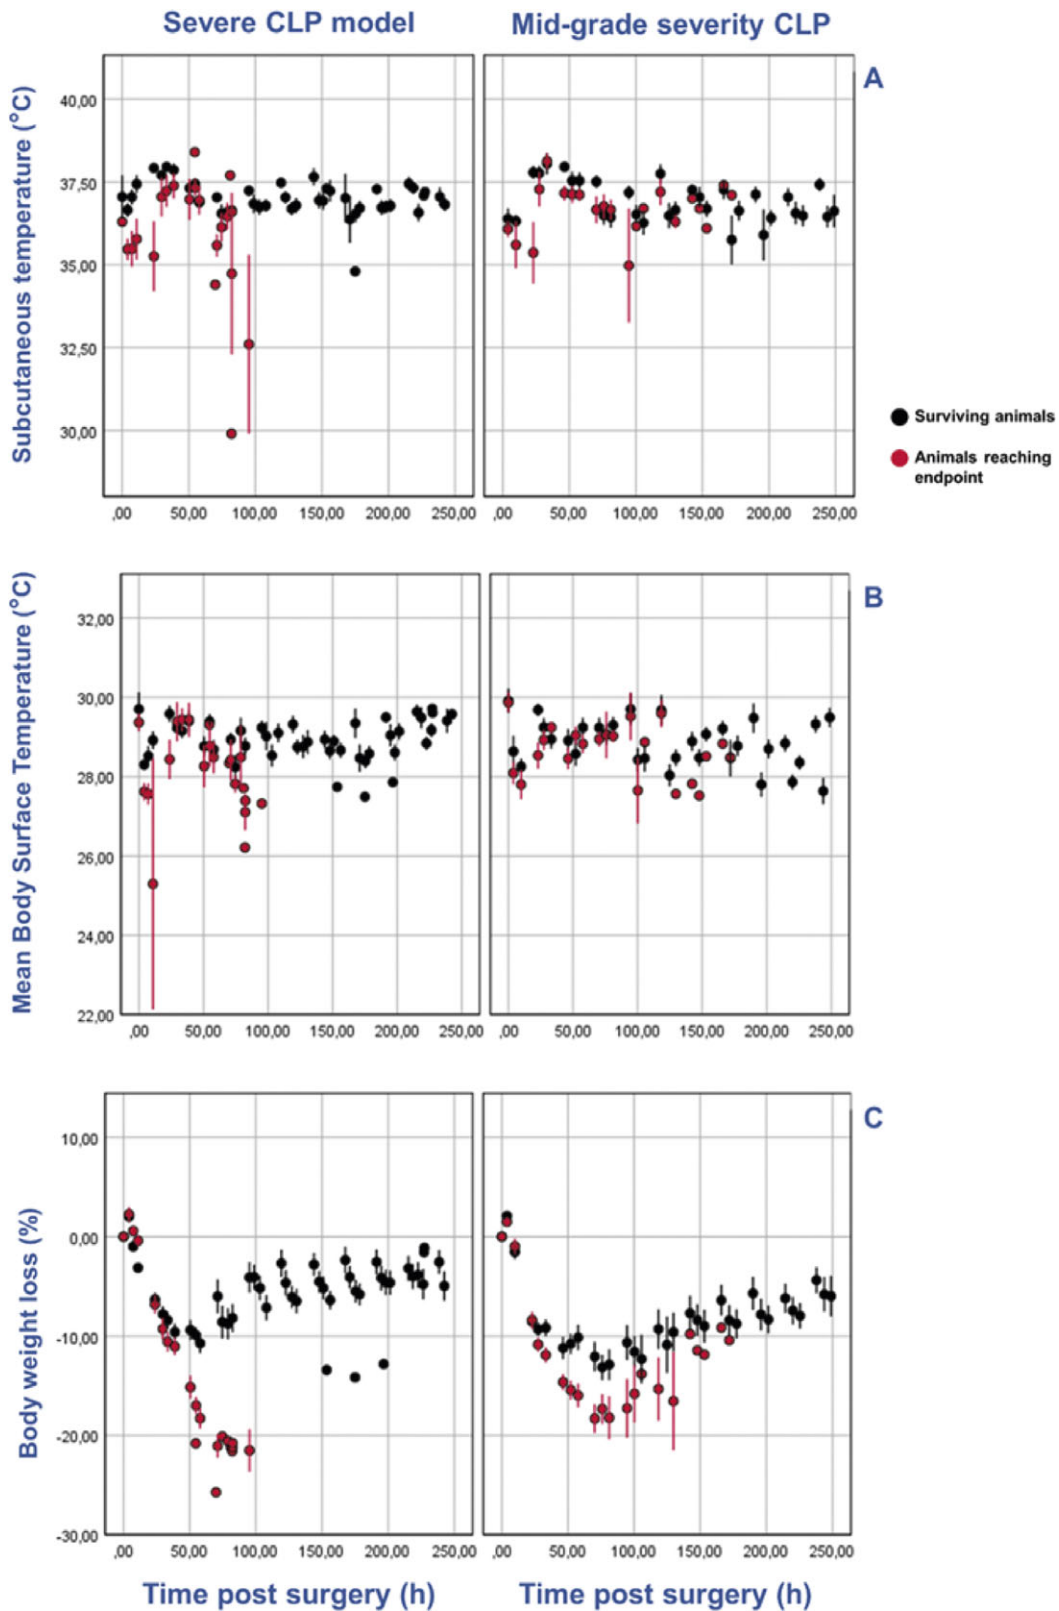 Severe CLP model
Mid-grade severity CLP
A
Subcutaneous temperature (°C)
40,00
37,50
35,00
32,50
30,00
,00 50,00 100,00 150,00 200,00 250,00
,00 50,00 100,00 150,00 200,00 250,00
Surviving animals
Animals reaching
endpoint
B
Mean Body Surface Temperature (°C)
32,00
30,00
28,00
26,00
24,00
22,00
,00 50,00 100,00 150,00 200,00 250,00
,00 50,00 100,00 150,00 200,00 250,00
C
Body weight loss (%)
10,00
0,00
-10,00
-20,00
-30,00
,00 50,00 100,00 150,00 200,00 250,00
,00 50,00 100,00 150,00 200,00 250,00
Time post surgery (h)
Time post surgery (h)